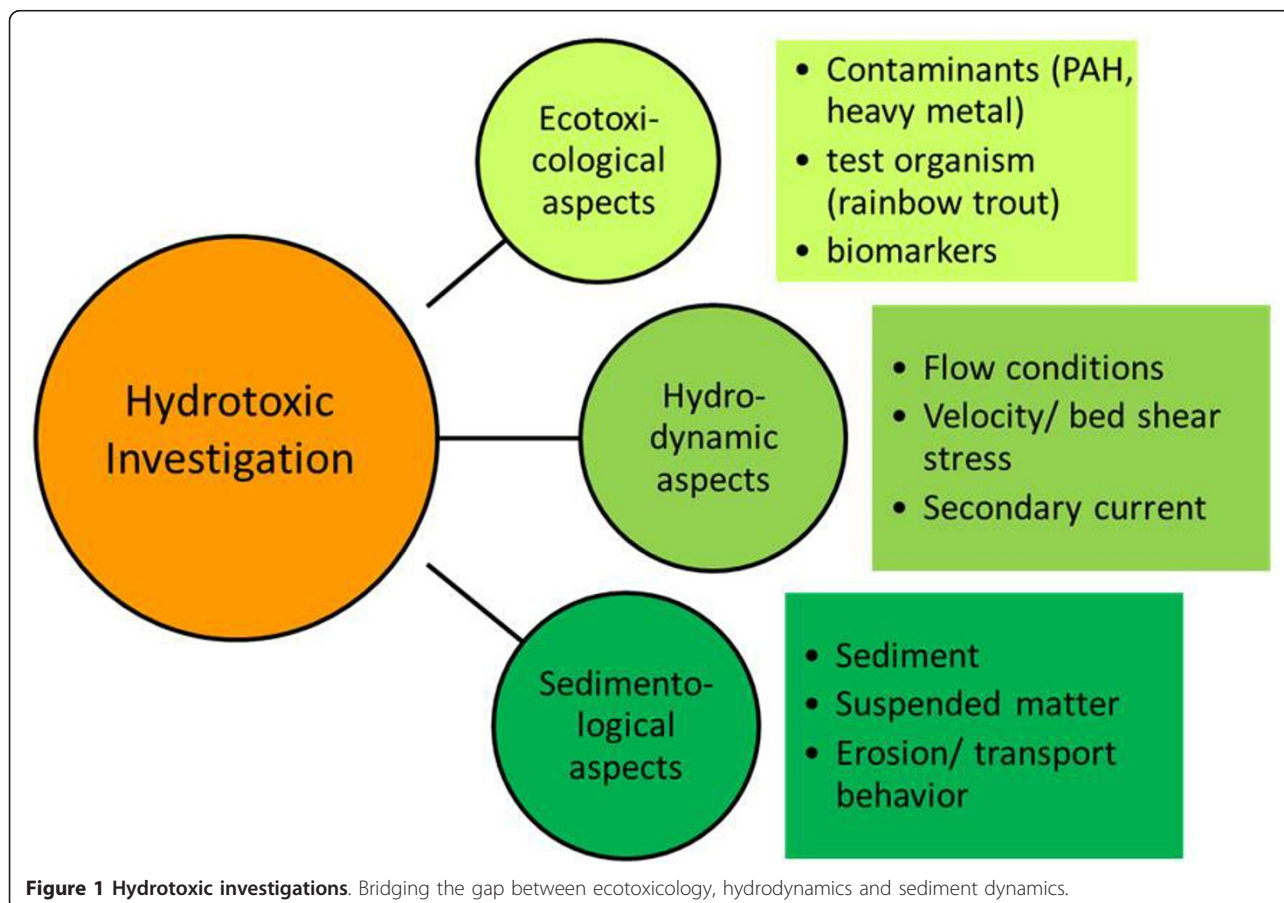 Hydrotoxic
Investigation
Ecotoxi-
cological
aspects
• Contaminants (PAH,
heavy metal)
• test organism
(rainbow trout)
• biomarkers
Hydro-
dynamic
aspects
• Flow conditions
• Velocity/ bed shear
stress
• Secondary current
Sedimento-
logical
aspects
• Sediment
• Suspended matter
• Erosion/ transport
behavior
Figure 1 Hydrotoxic investigations. Bridging the gap between ecotoxicology, hydrodynamics and sediment dynamics.